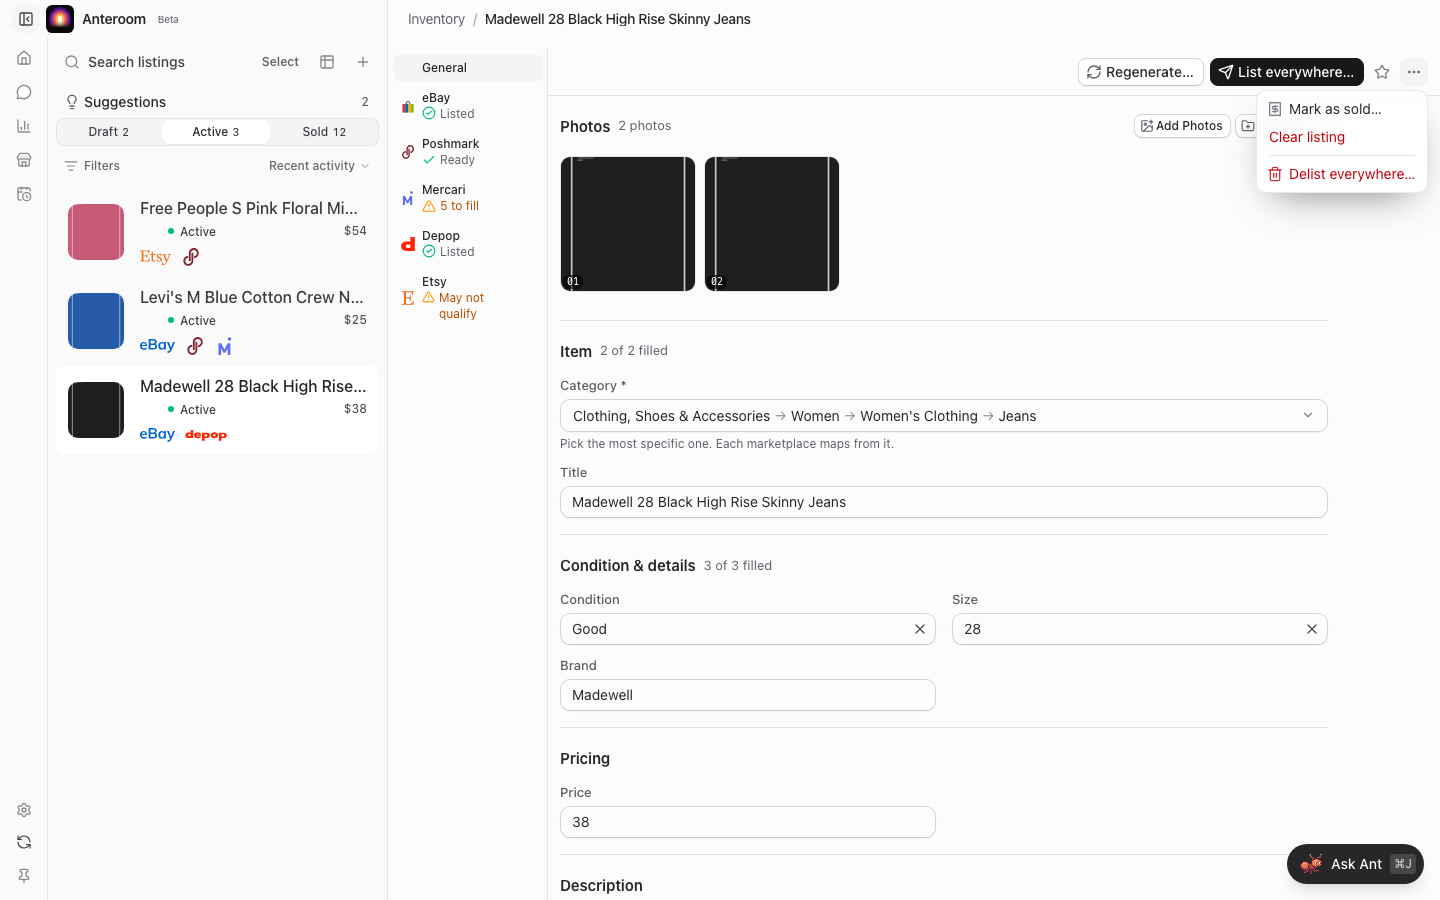 Anteroom Beta
Inventory / Madewell 28 Black High Rise Skinny Jeans
Search listings Select
Suggestions 2
Draft 2 Active 3 Sold 12
Filters Recent activity
Free People S Pink Floral Mi...
Active $54
Etsy
Levi's M Blue Cotton Crew N...
Active $25
eBay
Madewell 28 Black High Rise...
Active $38
eBay depop
General
eBay
Listed
Poshmark
Ready
Mercari
5 to fill
Depop
Listed
E Etsy
May not
qualify
Regenerate... List everywhere...
Mark as sold...
Clear listing
Delist everywhere...
Photos 2 photos Add Photos
01 02
Item 2 of 2 filled
Category *
Clothing, Shoes & Accessories → Women → Women's Clothing → Jeans
Pick the most specific one. Each marketplace maps from it.
Title
Madewell 28 Black High Rise Skinny Jeans
Condition & details 3 of 3 filled
Condition Size
Good 28
Brand
Madewell
Pricing
Price
38
Description
Ask Ant ⌘J